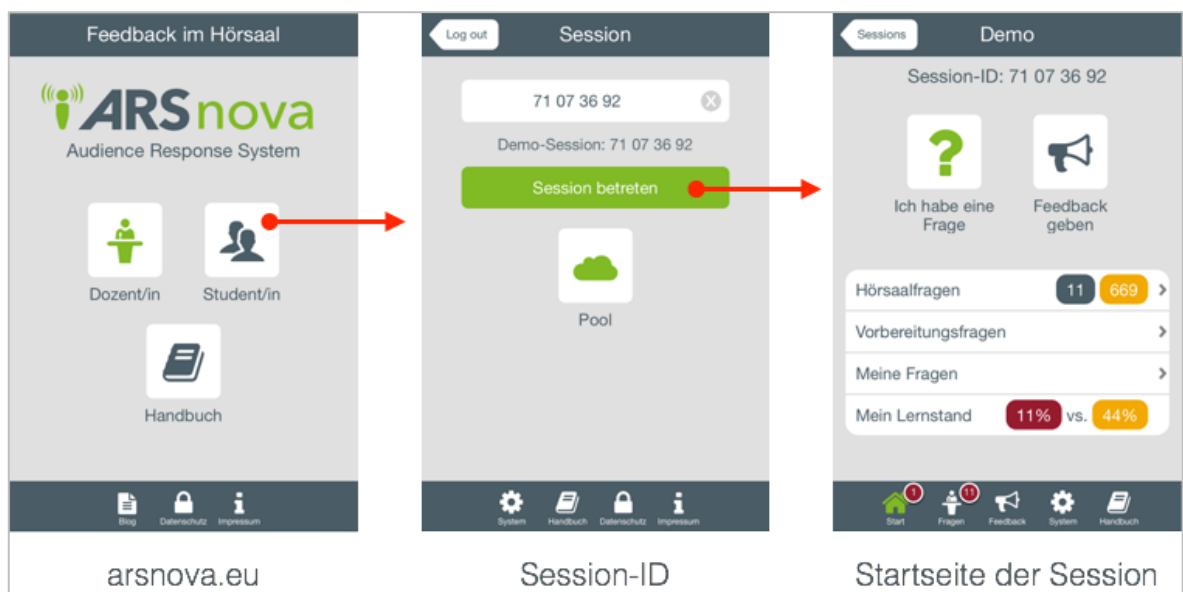 Feedback im Hörsaal
ARSnova
Audience Response System
Dozent/in
Student/in
Handbuch
Blog
Datenschutz
Impressum
arsnova.eu
Log out
Session
71 07 36 92
Demo-Session: 71 07 36 92
Session betreten
Pool
System
Handbuch
Datenschutz
Impressum
Session-ID
Sessions
Demo
Session-ID: 71 07 36 92
Ich habe eine
Frage
Feedback
geben
Hörsaalfragen 11 669
Vorbereitungsfragen
Meine Fragen
Mein Lernstand 11% vs. 44%
1
11
Start
Fragen
Feedback
System
Handbuch
Startseite der Session